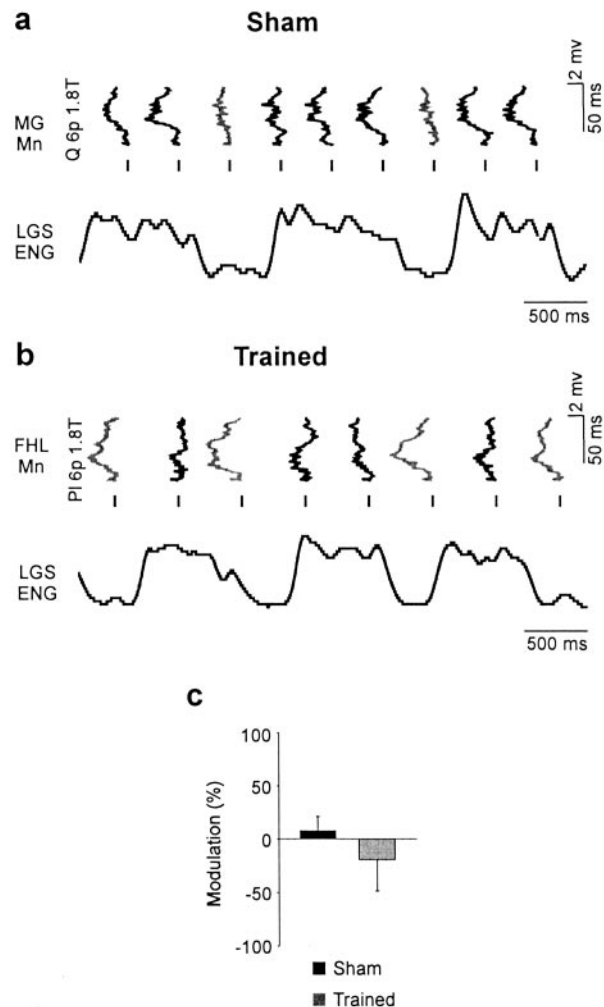 a
Sham
MG
Mn
Q 6p 1.8T
2 mv
50 ms
LGS
ENG
500 ms
b
Trained
FHL
Mn
Pl 6p 1.8T
2 mv
50 ms
LGS
ENG
500 ms
c
Modulation (%)
100
50
0
-50
-100
Sham
Trained